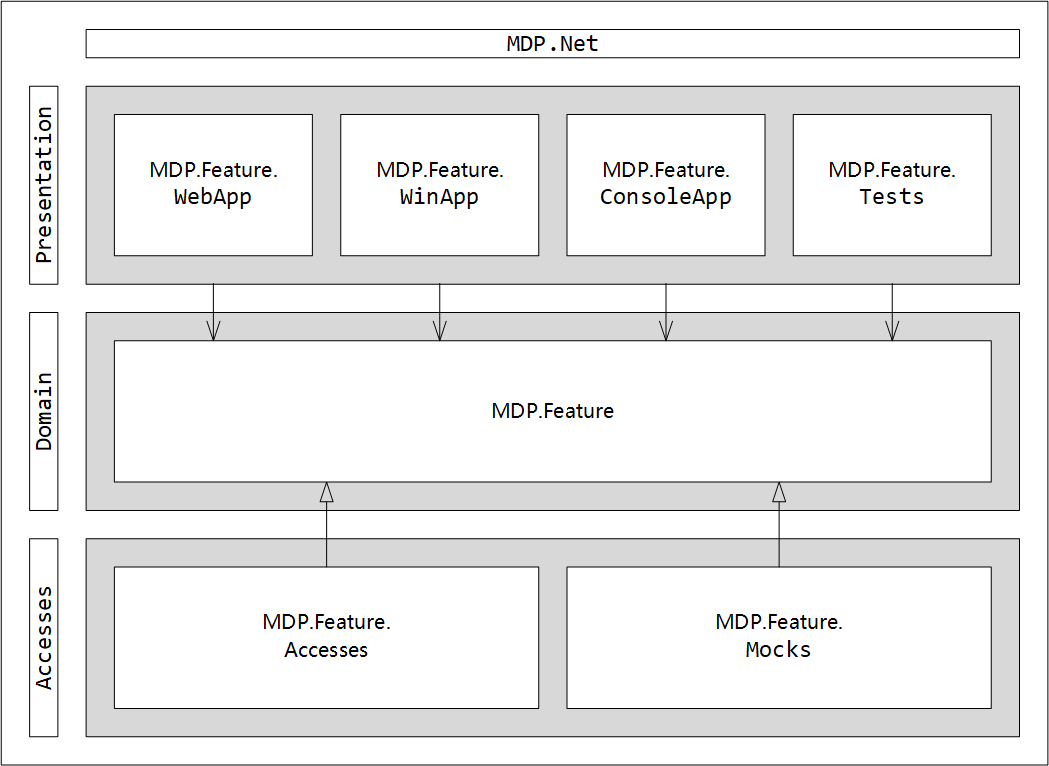 MDP.Net
Presentation
MDP.Feature.
WebApp
MDP.Feature.
WinApp
MDP.Feature.
ConsoleApp
MDP.Feature.
Tests
Domain
MDP.Feature
Accesses
MDP.Feature.
Accesses
MDP.Feature.
Mocks